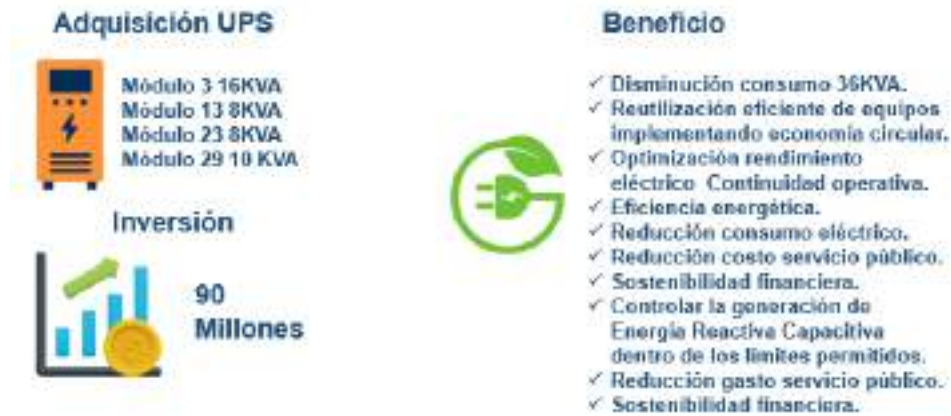 Adquisición UPS
Módulo 3 16KVA
Módulo 13 8KVA
Módulo 23 8KVA
Módulo 29 10 KVA
Inversión
90
Millones
Beneficio
✓ Disminución consumo 36KVA.
✓ Reutilización eficiente de equipos
implementando economía circular.
✓ Optimización rendimiento
eléctrico Continuidad operativa.
✓ Eficiencia energética.
✓ Reducción consumo eléctrico.
✓ Reducción costo servicio público.
✓ Sostenibilidad financiera.
✓ Controlar la generación de
Energía Reactiva Capacitiva
dentro de los límites permitidos.
✓ Reducción gasto servicio público.
✓ Sostenibilidad financiera.